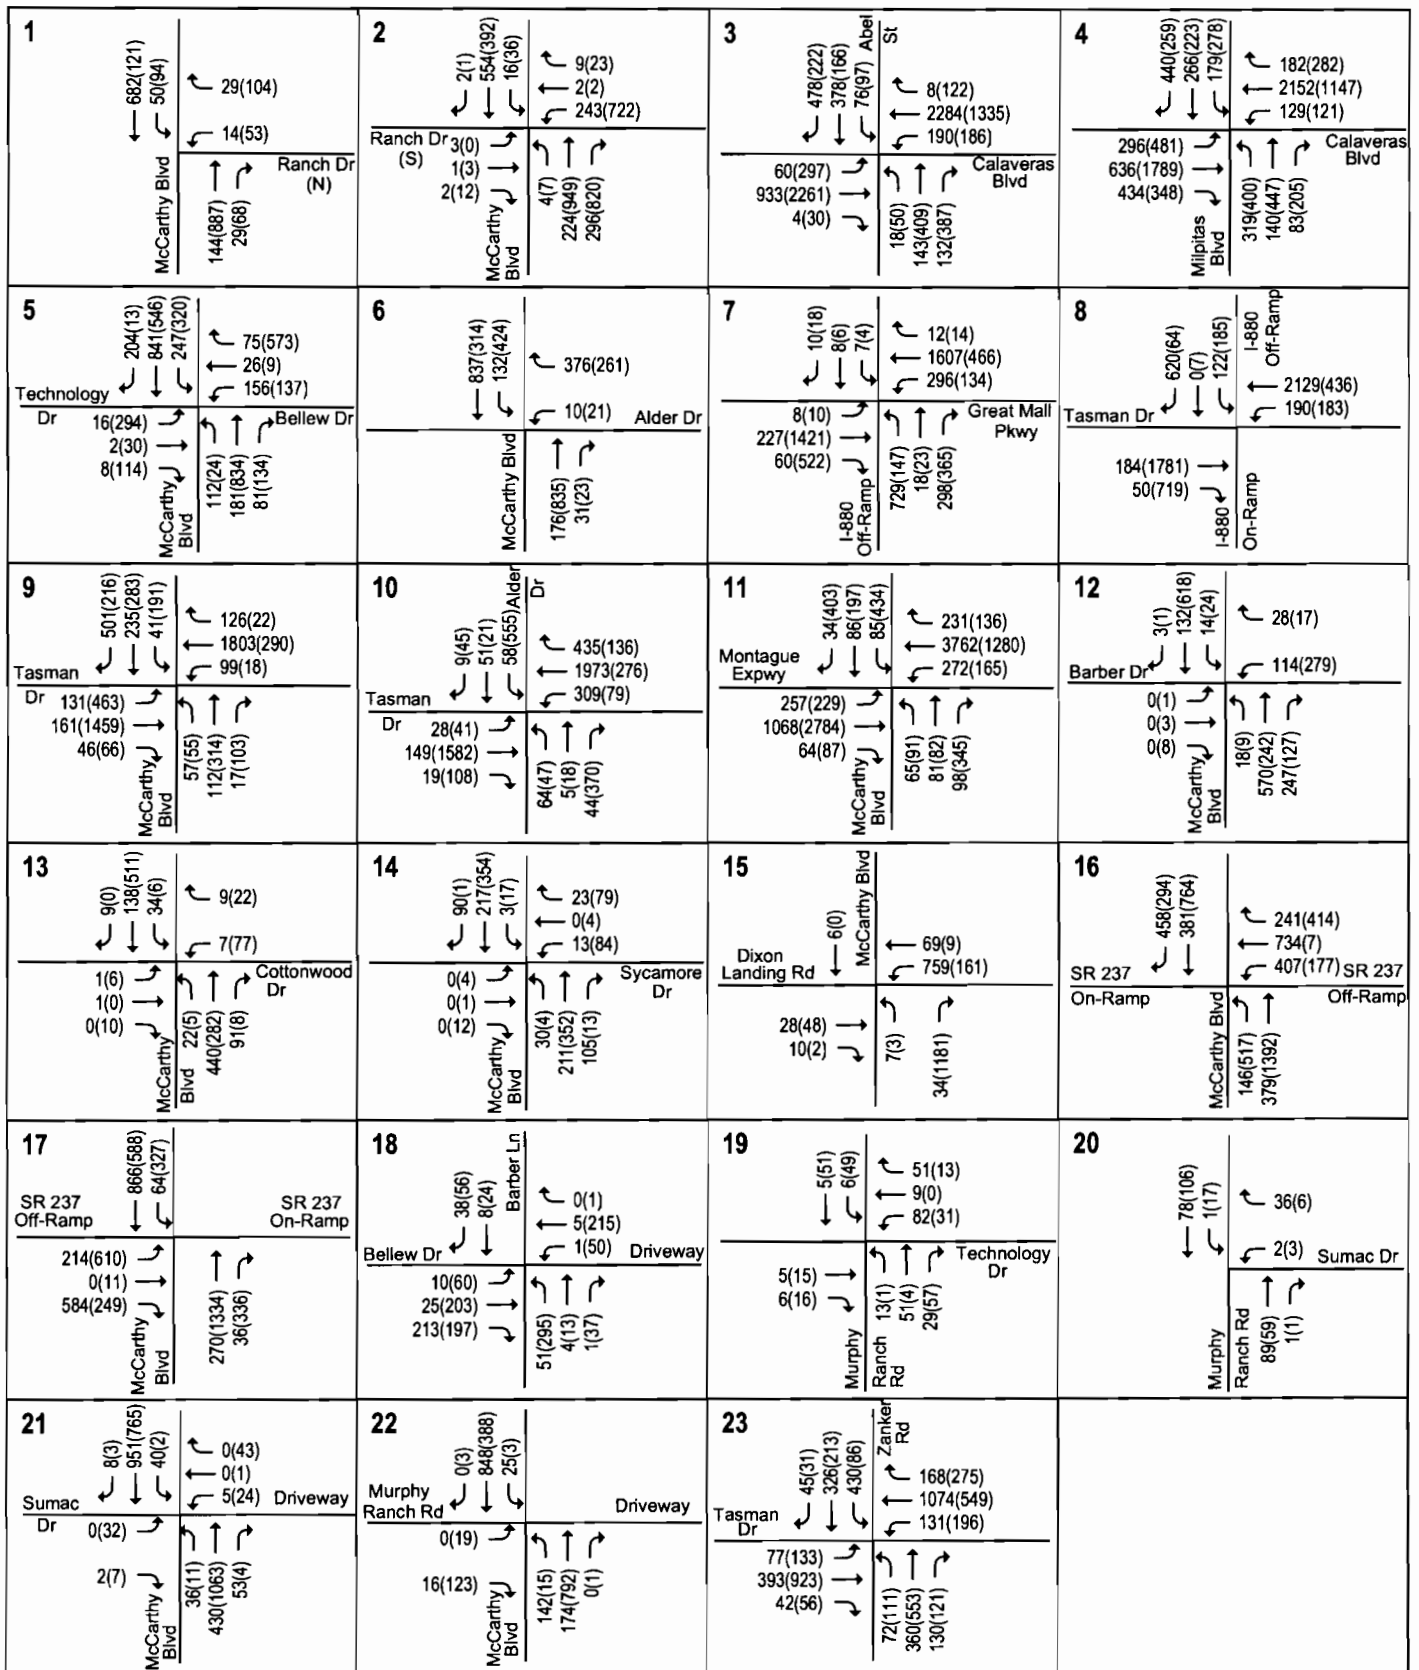 1
682(121)
50(94)
29(104)
14(53)
McCarthy Blvd
144(887)
29(68)
Ranch Dr
(N)
2
2(1)
554(392)
16(36)
9(23)
2(2)
243(722)
Ranch Dr
(S)
3(0)
1(3)
2(12)
McCarthy
Blvd
4(7)
224(949)
296(820)
3
478(222)
378(166)
76(97)
Abel
St
8(122)
2284(1335)
190(186)
60(297)
933(2261)
4(30)
18(50)
143(409)
132(387)
Calaveras
Blvd
4
440(259)
266(223)
179(278)
182(282)
2152(1147)
129(121)
296(481)
636(1789)
434(348)
Milpitas
Blvd
319(400)
140(447)
83(205)
Calaveras
Blvd
5
204(13)
841(546)
247(320)
75(573)
26(9)
156(137)
Technology
Dr
16(294)
2(30)
8(114)
McCarthy
Blvd
112(24)
181(834)
81(134)
Bellew Dr
6
837(314)
132(424)
376(261)
10(21)
Alder Dr
McCarthy Blvd
176(835)
31(23)
7
10(18)
8(6)
7(4)
12(14)
1607(466)
296(134)
8(10)
227(1421)
60(522)
I-880
Off-Ramp
729(147)
18(23)
298(365)
Great Mall
Pkwy
8
620(64)
0(7)
122(185)
I-880
Off-Ramp
2129(436)
190(183)
Tasman Dr
184(1781)
50(719)
I-880
On-Ramp
9
501(216)
235(283)
41(191)
126(22)
1803(290)
99(18)
Tasman
Dr
131(463)
161(1459)
46(66)
McCarthy
Blvd
57(55)
112(314)
17(103)
10
9(45)
51(21)
58(555)
Alder
Dr
435(136)
1973(276)
309(79)
Tasman
Dr
28(41)
149(1582)
19(108)
64(47)
5(18)
44(370)
11
34(403)
86(197)
85(434)
231(136)
3762(1280)
272(165)
Montague
Expwy
257(229)
1068(2784)
64(87)
McCarthy
Blvd
65(91)
81(82)
98(345)
12
3(1)
132(618)
14(24)
28(17)
114(279)
Barber Dr
0(1)
0(3)
0(8)
McCarthy
Blvd
18(9)
570(242)
247(127)
13
9(0)
138(511)
34(6)
9(22)
7(77)
1(6)
1(0)
0(10)
McCarthy
Blvd
22(5)
440(282)
91(8)
Cottonwood
Dr
14
90(1)
217(354)
3(17)
23(79)
0(4)
13(84)
0(4)
0(1)
0(12)
McCarthy
Blvd
30(4)
211(352)
105(13)
Sycamore
Dr
15
6(0)
McCarthy Blvd
69(9)
759(161)
Dixon
Landing Rd
28(48)
10(2)
7(3)
34(1181)
16
458(294)
381(764)
241(414)
734(7)
407(177)
SR 237
On-Ramp
SR 237
Off-Ramp
McCarthy Blvd
146(517)
379(1392)
17
866(588)
64(327)
SR 237
Off-Ramp
SR 237
On-Ramp
214(610)
0(11)
584(249)
McCarthy
Blvd
270(1334)
36(336)
18
38(56)
8(24)
Barber Ln
0(1)
5(215)
1(50)
Bellew Dr
Driveway
10(60)
25(203)
213(197)
51(295)
4(13)
1(37)
19
5(51)
6(49)
51(13)
9(0)
82(31)
5(15)
6(16)
Murphy
Ranch
Rd
13(1)
51(4)
29(57)
Technology
Dr
20
78(106)
1(17)
36(6)
2(3)
Sumac Dr
Murphy
Ranch Rd
89(59)
1(1)
21
8(3)
951(765)
40(2)
0(43)
0(1)
5(24)
Driveway
Sumac
Dr
0(32)
2(7)
McCarthy
Blvd
36(11)
430(1063)
53(4)
22
0(3)
848(388)
25(3)
Murphy
Ranch Rd
Driveway
0(19)
16(123)
McCarthy
Blvd
142(15)
174(792)
0(1)
23
45(31)
326(213)
430(86)
Zanker
Rd
168(275)
1074(549)
131(196)
Tasman
Dr
77(133)
393(923)
42(56)
72(111)
360(553)
130(121)